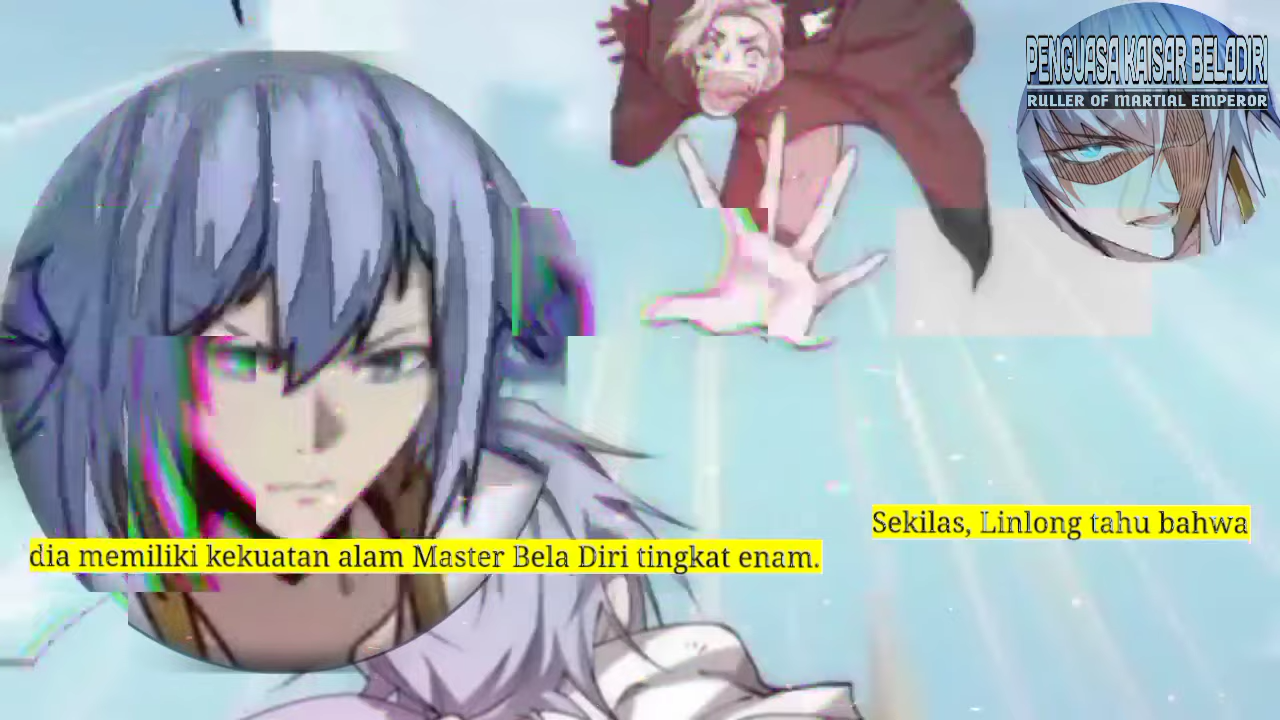 PENGUASA KAISAR BELADIRI
RULLER OF MARTIAL EMPEROR
Sekilas, Linlong tahu bahwa
dia memiliki kekuatan alam Master Bela Diri tingkat enam.